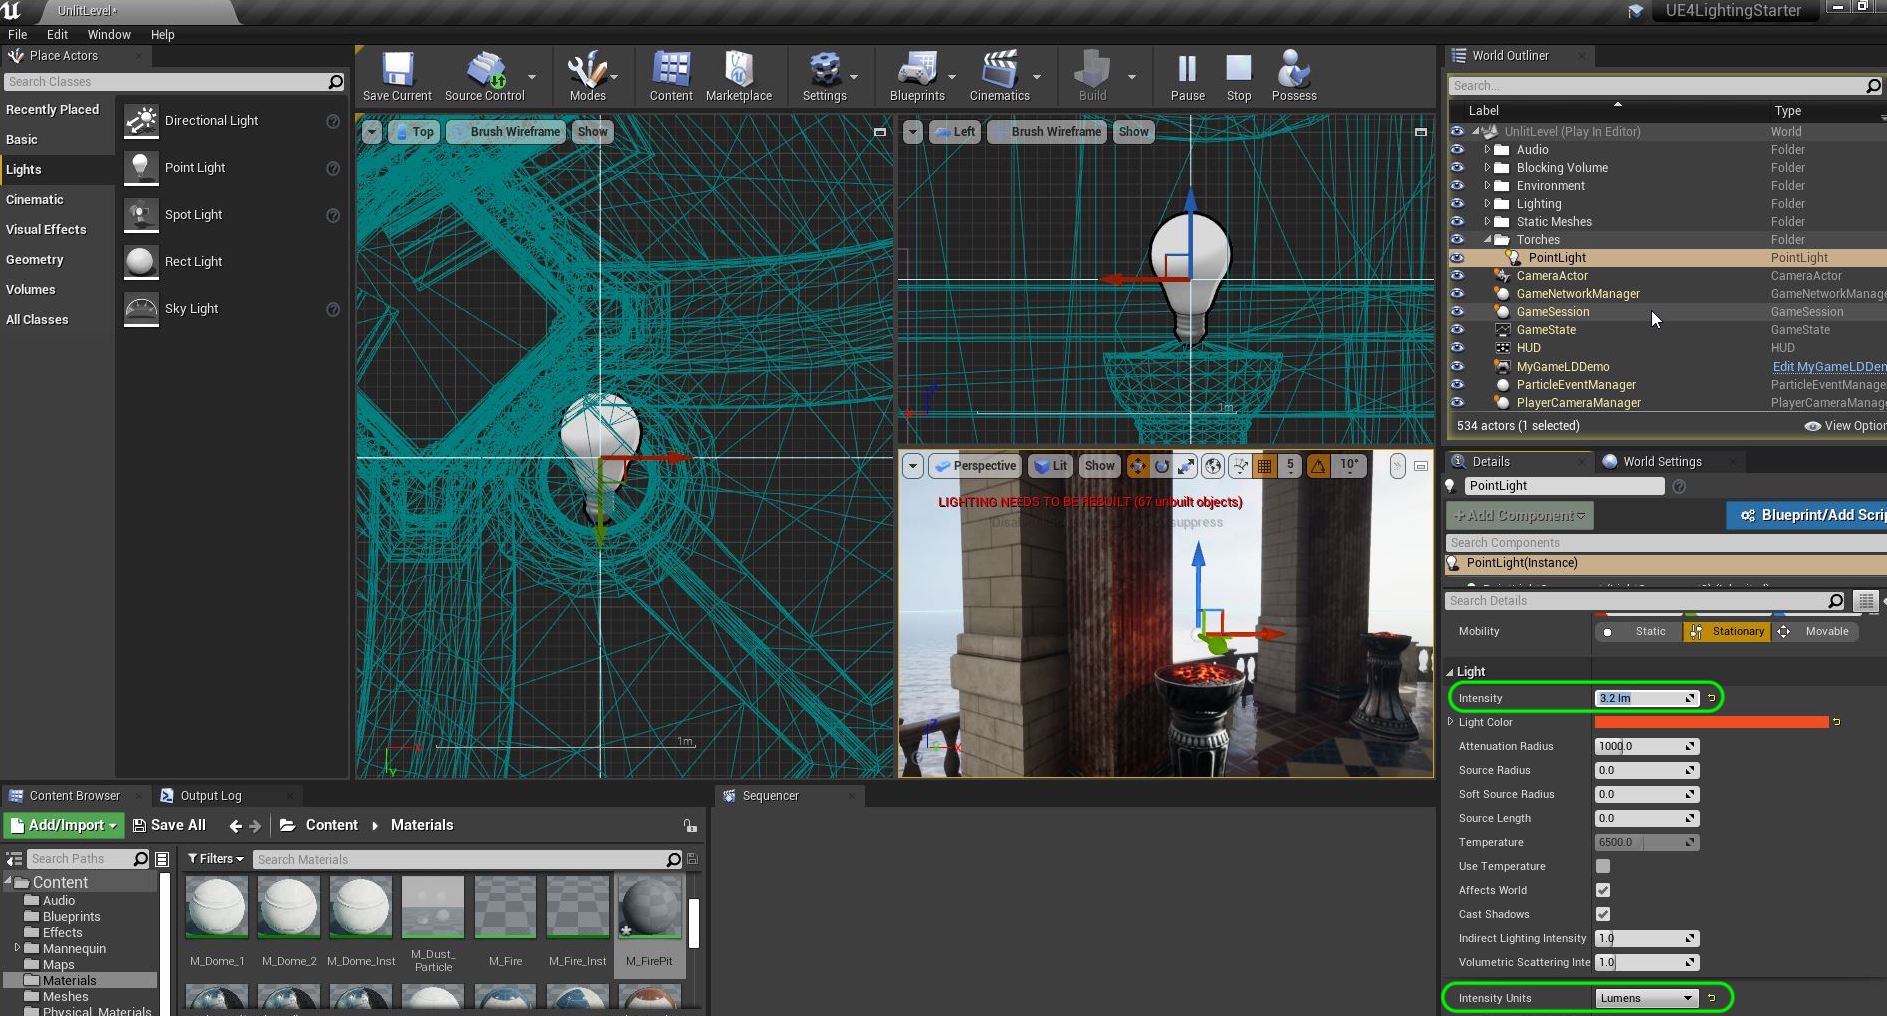 UnlitLevel*
UE4LightingStarter
File Edit Window Help
Place Actors
Search Classes
Recently Placed
Basic
Lights
Cinematic
Visual Effects
Geometry
Volumes
All Classes
Directional Light
Point Light
Spot Light
Rect Light
Sky Light
Save Current
Source Control
Modes
Content
Marketplace
Settings
Blueprints
Cinematics
Build
Pause
Stop
Possess
Top Brush Wireframe Show
1m
Left Brush Wireframe Show
1m
Perspective Lit Show 5 10°
LIGHTING NEEDS TO BE REBUILT (67 unbuilt objects)
suppress
World Outliner
Search...
Label Type
UnlitLevel (Play In Editor) World
Audio Folder
Blocking Volume Folder
Environment Folder
Lighting Folder
Static Meshes Folder
Torches Folder
PointLight PointLight
CameraActor CameraActor
GameNetworkManager GameNetworkManage
GameSession GameSession
GameState GameState
HUD HUD
MyGameLDDemo Edit MyGameLDDem
ParticleEventManager ParticleEventManage
PlayerCameraManager PlayerCameraManag
534 actors (1 selected) View Option
Details World Settings
PointLight
+Add Component Blueprint/Add Scrip
Search Components
PointLight(Instance)
Search Details
Mobility Static Stationary Movable
Light
Intensity 3.2 lm
Light Color
Attenuation Radius 1000.0
Source Radius 0.0
Soft Source Radius 0.0
Source Length 0.0
Temperature 6500.0
Use Temperature
Affects World
Cast Shadows
Indirect Lighting Intensity 1.0
Volumetric Scattering Inte 1.0
Intensity Units Lumens
Content Browser Output Log
Add/Import Save All Content Materials
Search Paths
Filters Search Materials
Content
Audio
Blueprints
Effects
Mannequin
Maps
Materials
Meshes
Physical_Materials
M_Dome_1 M_Dome_2 M_Dome_Inst M_Dust_
Particle M_Fire M_Fire_Inst M_FirePit
Sequencer